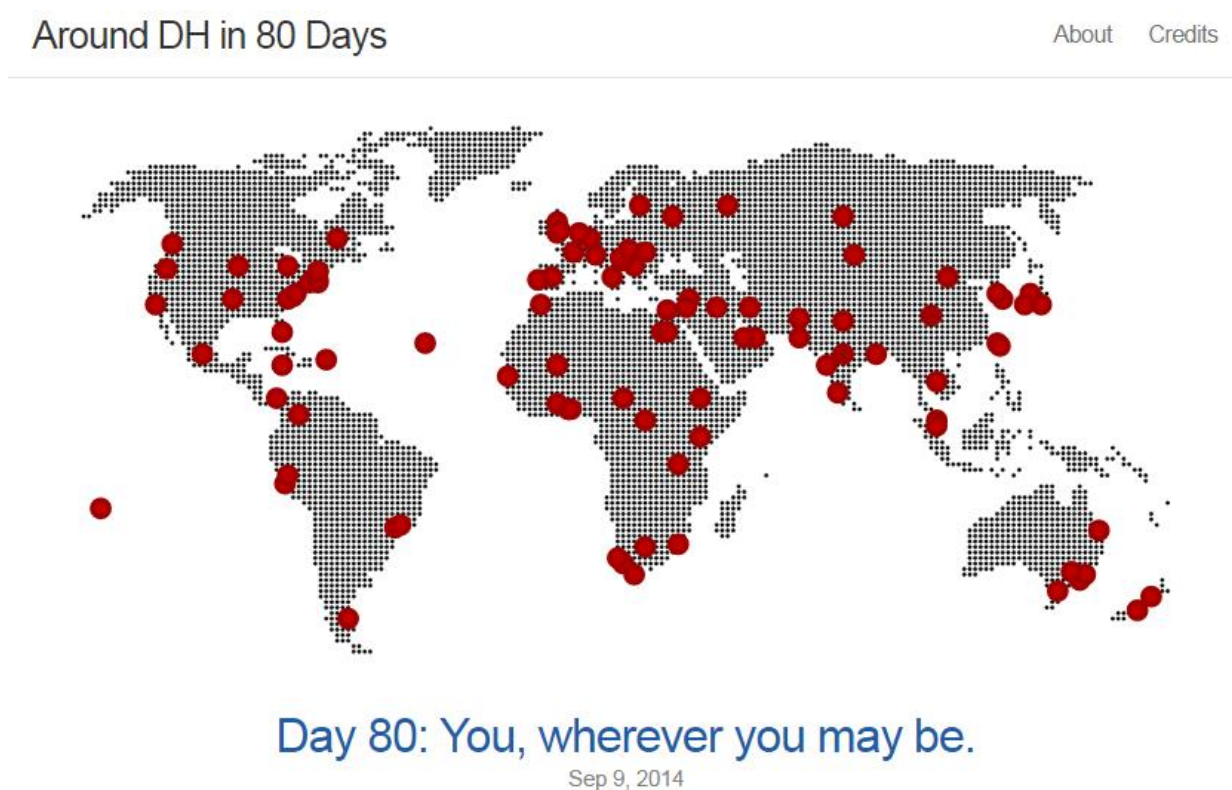 Around DH in 80 Days
About Credits
Day 80: You, wherever you may be.
Sep 9, 2014